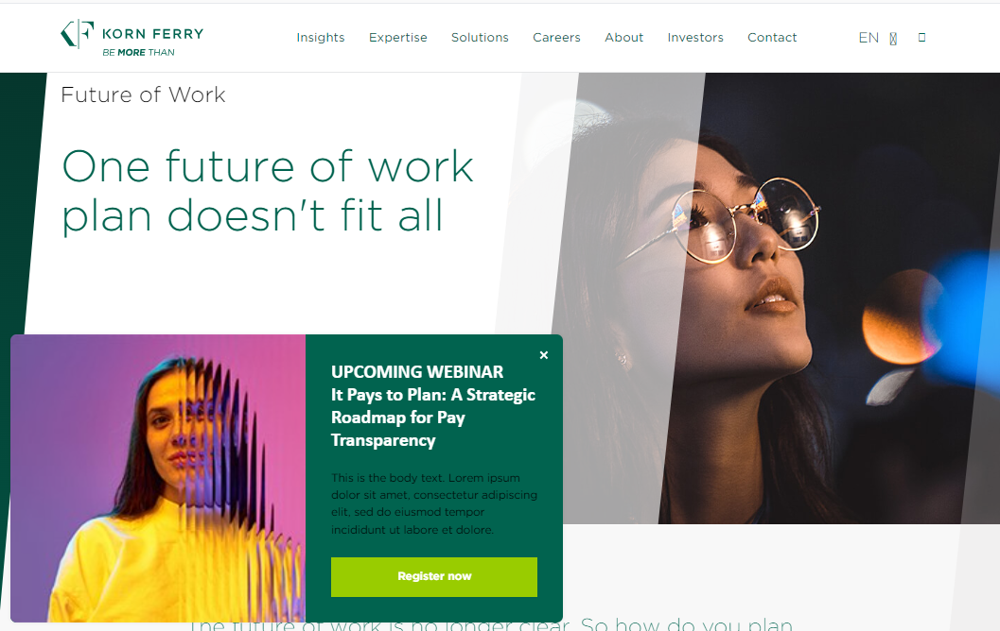 KORN FERRY
BE MORE THAN
Insights
Expertise
Solutions
Careers
About
Investors
Contact
EN
Future of Work
One future of work
plan doesn't fit all
UPCOMING WEBINAR
It Pays to Plan: A Strategic
Roadmap for Pay
Transparency
This is the body text. Lorem ipsum
dolor sit amet, consectetur adipiscing
elit, sed do eiusmod tempor
incididunt ut labore et dolore.
Register now
The future of work is no longer clear. So how do you plan